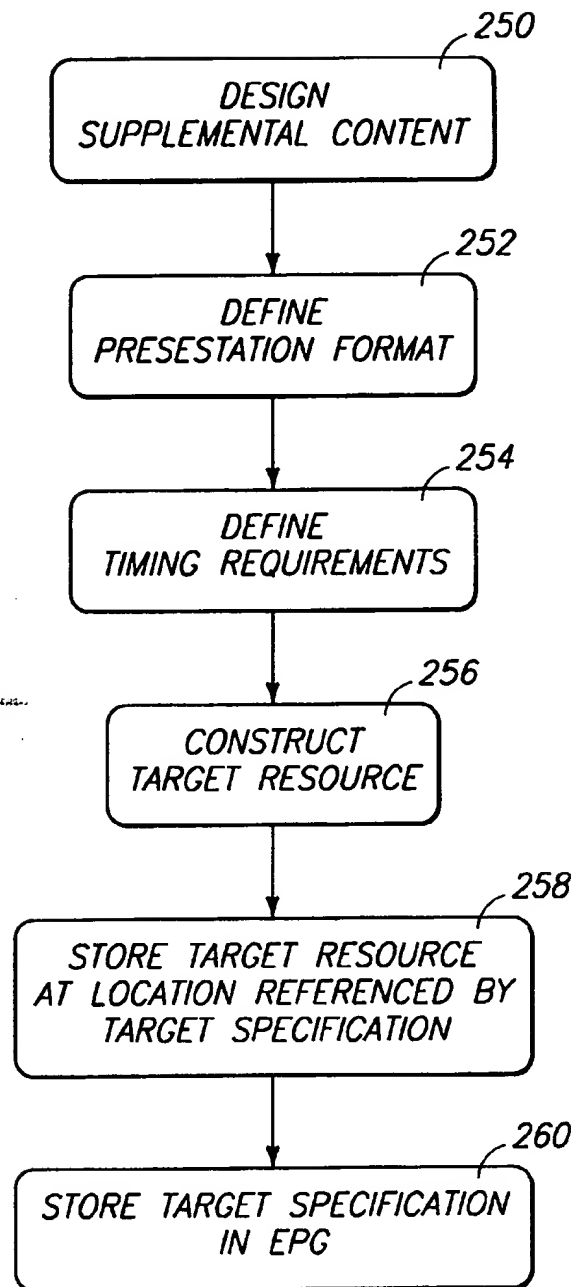 250
DESIGN
SUPPLEMENTAL CONTENT
252
DEFINE
PRESESTATION FORMAT
254
DEFINE
TIMING REQUIREMENTS
256
CONSTRUCT
TARGET RESOURCE
258
STORE TARGET RESOURCE
AT LOCATION REFERENCED BY
TARGET SPECIFICATION
260
STORE TARGET SPECIFICATION
IN EPG